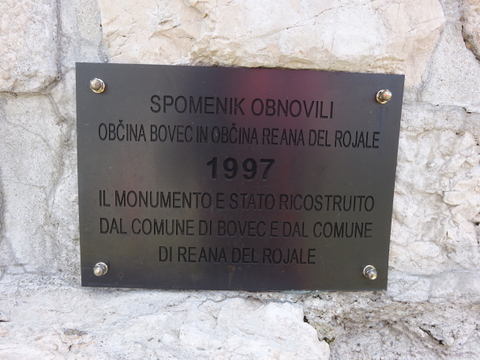 SPOMENIK OBNOVILI
OBČINA BOVEC IN OBČINA REANA DEL ROJALE
1997
IL MONUMENTO E STATO RICOSTRUITO
DAL COMUNE DI BOVEC E DAL COMUNE
DI REANA DEL ROJALE